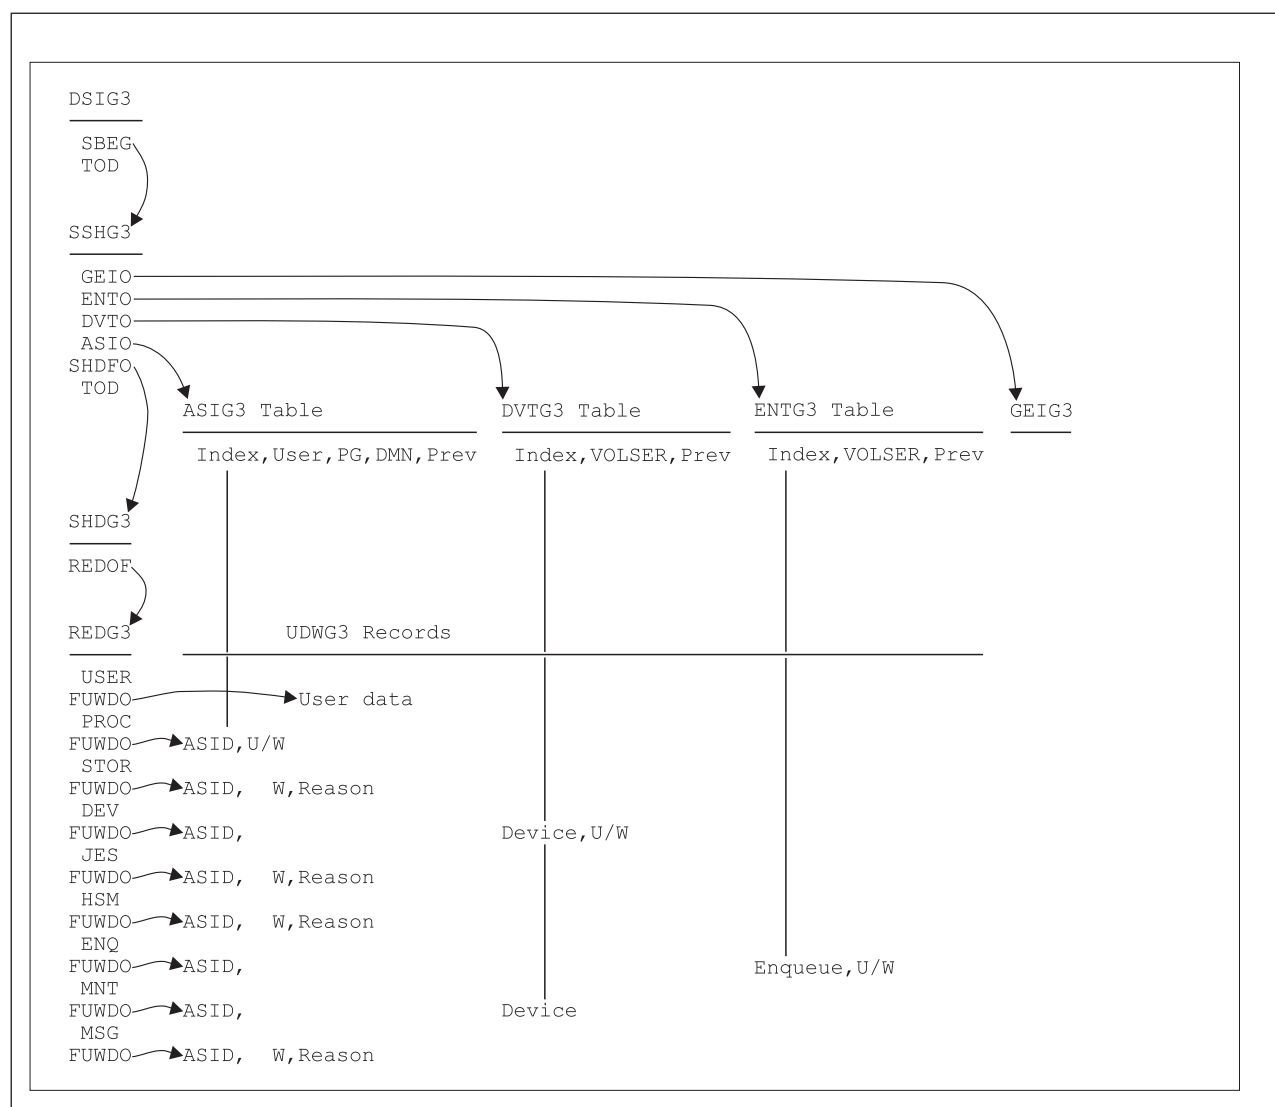 DSIG3
SBEG
TOD
SSHG3
GEIO
ENTO
DVTO
ASIO
SHDFO
TOD
ASIG3 Table DVTG3 Table ENTG3 Table GEIG3
Index,User,PG,DMN,Prev Index,VOLSER,Prev Index,VOLSER,Prev
SHDG3
REDOF
REDG3 UDWG3 Records
USER
FUWDO User data
PROC
FUWDO ASID,U/W
STOR
FUWDO ASID, W,Reason
DEV
FUWDO ASID, Device,U/W
JES
FUWDO ASID, W,Reason
HSM
FUWDO ASID, W,Reason
ENQ
FUWDO ASID, Enqueue,U/W
MNT
FUWDO ASID, Device
MSG
FUWDO ASID, W,Reason